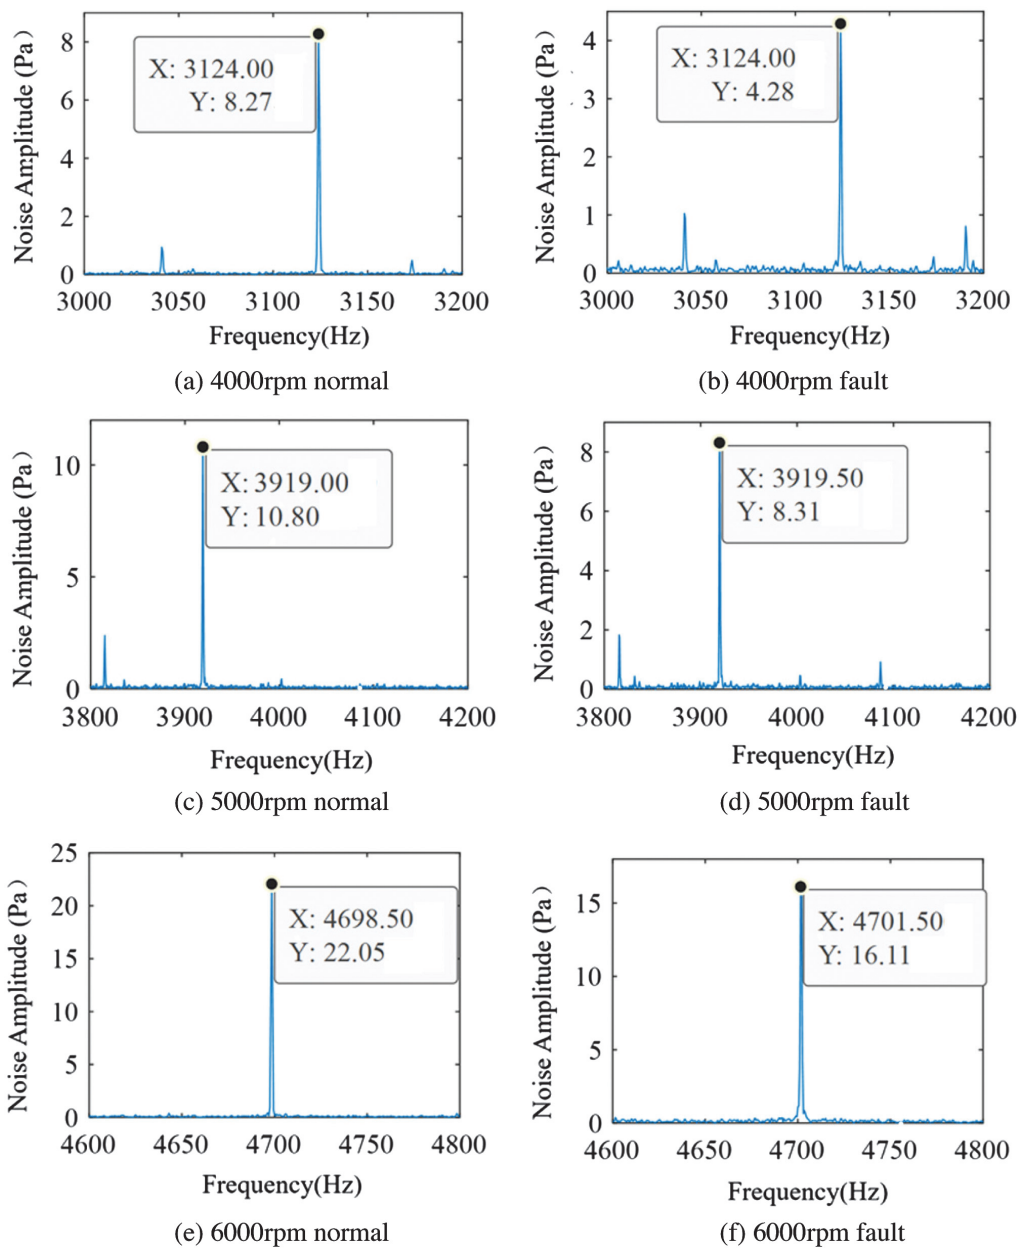 Noise Amplitude (Pa)
8
6
4
2
0
X: 3124.00
Y: 8.27
3000 3050 3100 3150 3200
Frequency(Hz)
(a) 4000rpm normal
Noise Amplitude (Pa)
4
3
2
1
0
X: 3124.00
Y: 4.28
3000 3050 3100 3150 3200
Frequency(Hz)
(b) 4000rpm fault
Noise Amplitude (Pa)
10
5
0
X: 3919.00
Y: 10.80
3800 3900 4000 4100 4200
Frequency(Hz)
(c) 5000rpm normal
Noise Amplitude (Pa)
8
6
4
2
0
X: 3919.50
Y: 8.31
3800 3900 4000 4100 4200
Frequency(Hz)
(d) 5000rpm fault
Noise Amplitude (Pa)
25
20
15
10
5
0
X: 4698.50
Y: 22.05
4600 4650 4700 4750 4800
Frequency(Hz)
(e) 6000rpm normal
Noise Amplitude (Pa)
15
10
5
0
X: 4701.50
Y: 16.11
4600 4650 4700 4750 4800
Frequency(Hz)
(f) 6000rpm fault